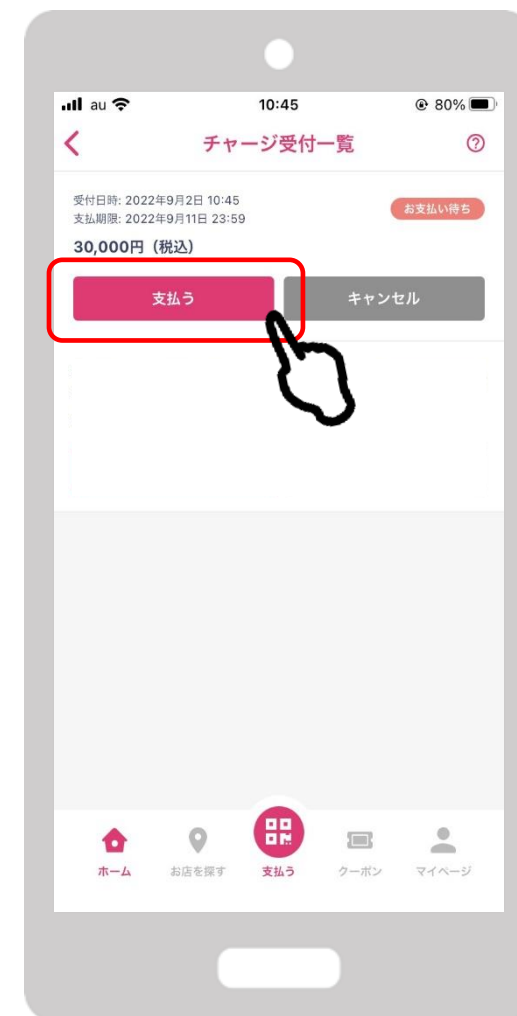 au 10:45 80%
チャージ受付一覧
受付日時: 2022年9月2日 10:45
お支払い待ち
支払期限: 2022年9月11日 23:59
30,000円（税込）
支払う キャンセル
ホーム お店を探す 支払う クーポン マイページ